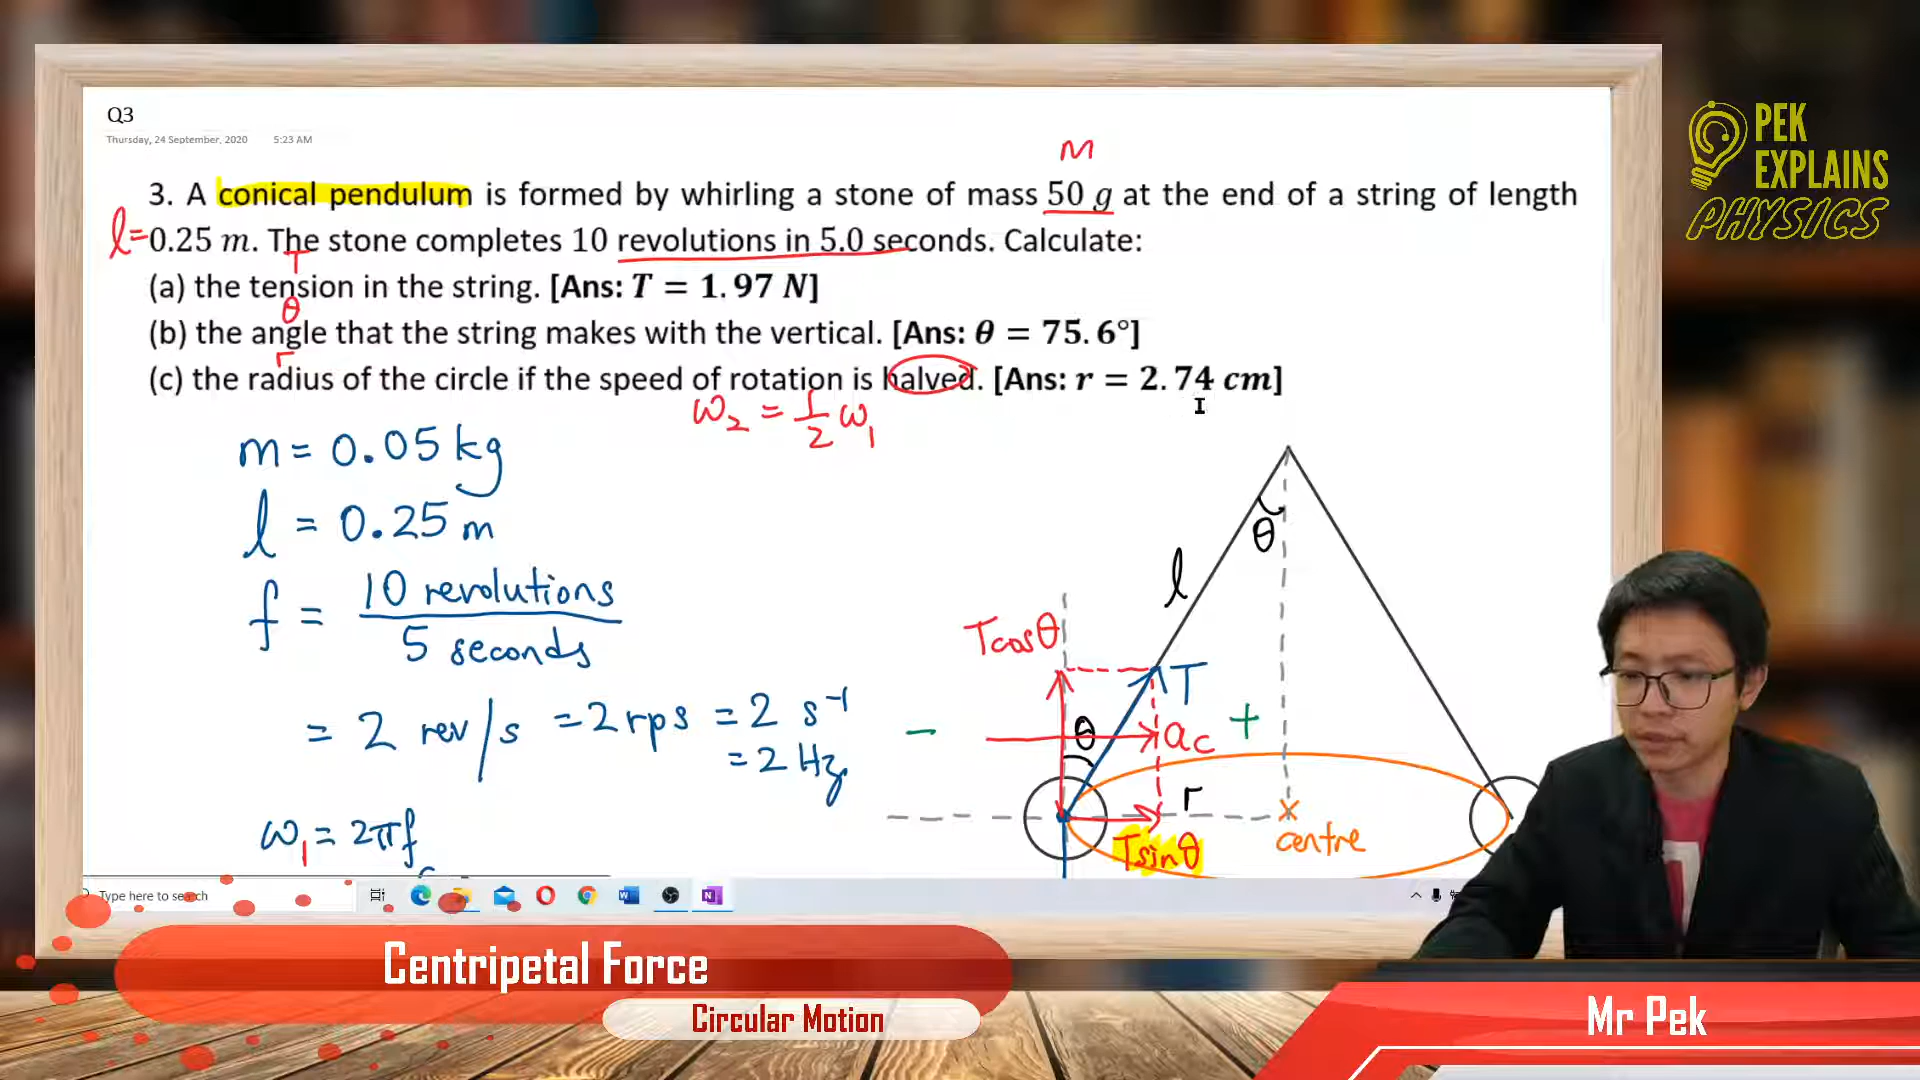 Q3
Thursday, 24 September, 2020 5:23 AM
M
3. A conical pendulum is formed by whirling a stone of mass 50 g at the end of a string of length
l= 0.25 m. The stone completes 10 revolutions in 5.0 seconds. Calculate:
T
(a) the tension in the string. [Ans: T = 1.97 N]
θ
(b) the angle that the string makes with the vertical. [Ans: θ = 75.6°]
r
(c) the radius of the circle if the speed of rotation is halved. [Ans: r = 2.74 cm]
ω₂ = 1/2 ω₁
m = 0.05 kg
l = 0.25 m
f = 10 revolutions / 5 seconds
= 2 rev/s = 2 rps = 2 s⁻¹
= 2 Hz
ω₁ = 2πf
θ
l
Tcosθ
T
θ
- +
ac
r
Tsinθ
centre
PEK
EXPLAINS
PHYSICS
Type here to search
Centripetal Force
Circular Motion
Mr Pek